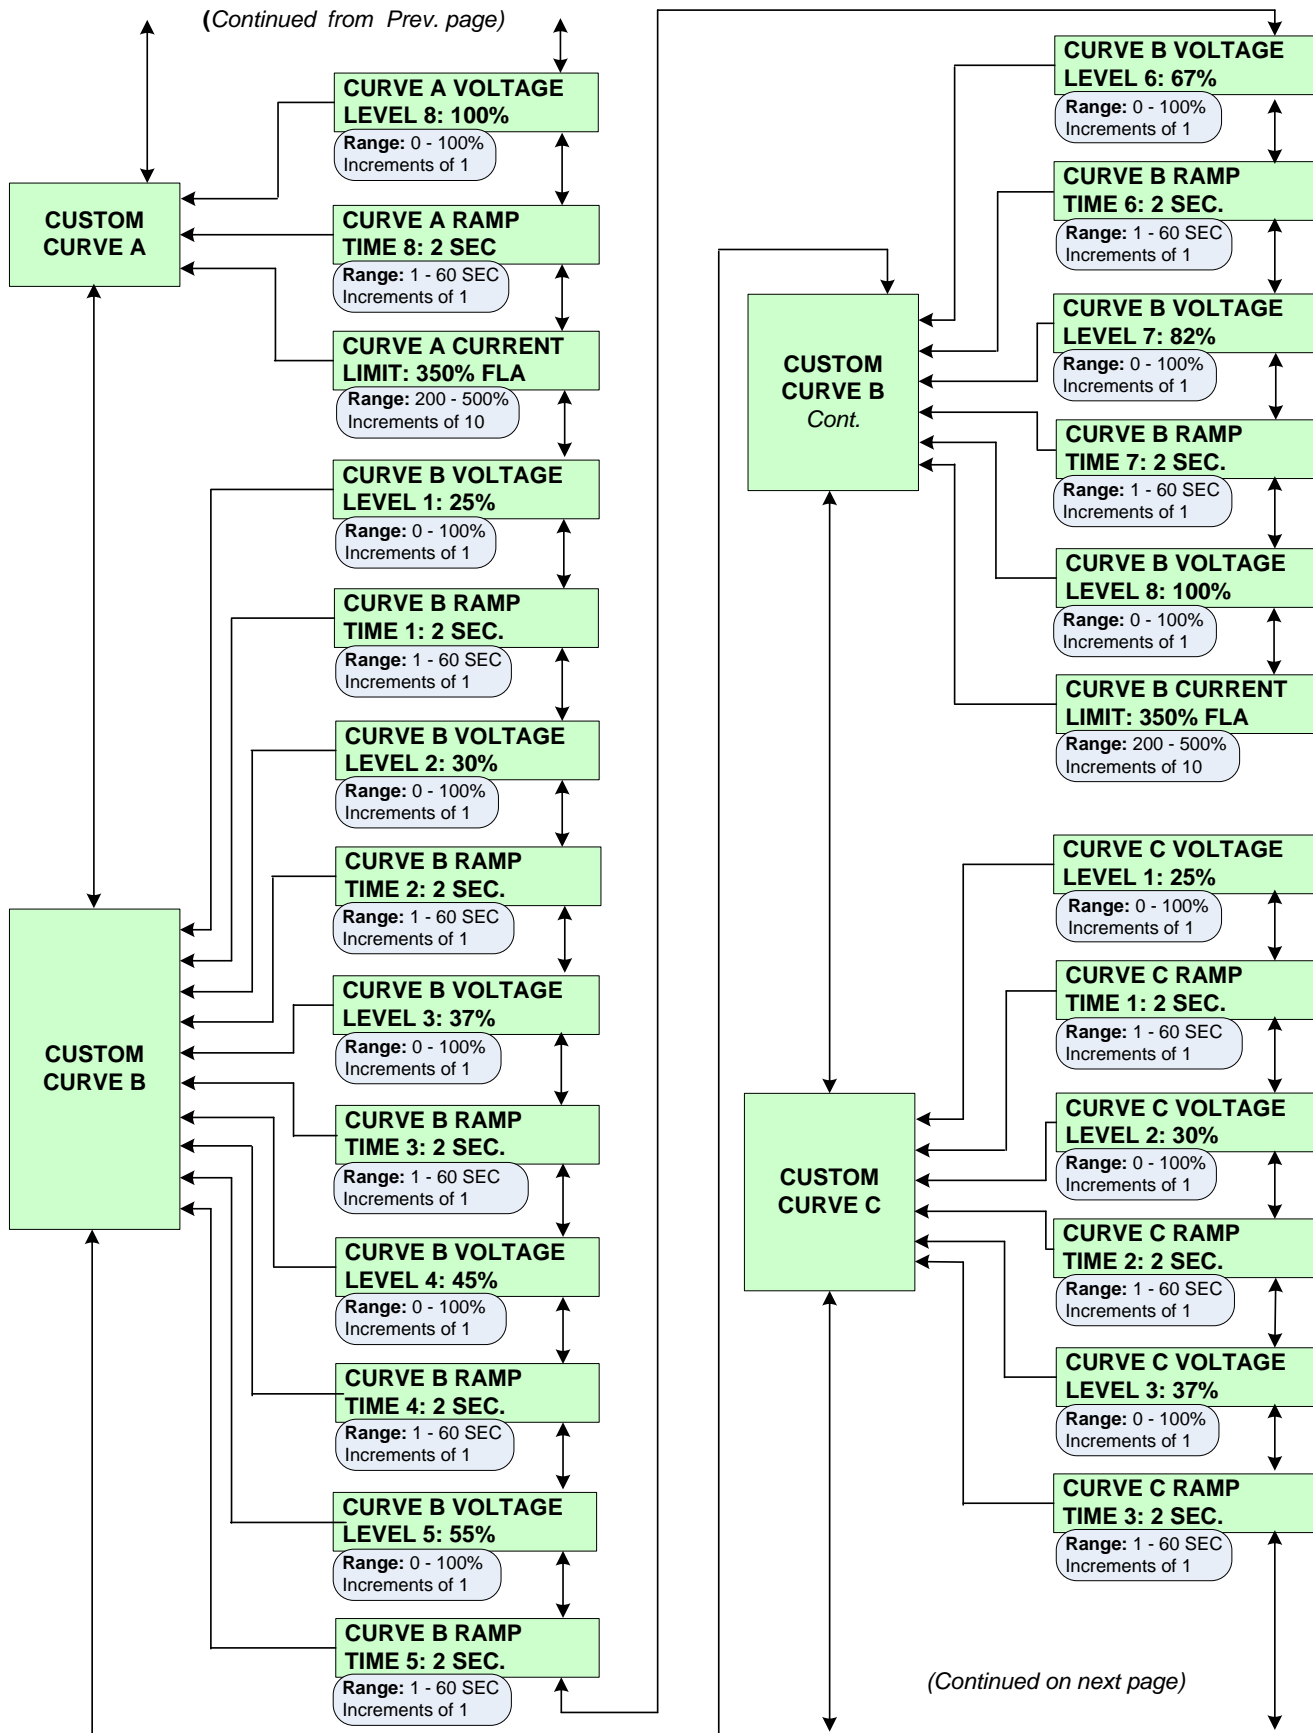 (Continued from Prev. page)
CURVE A VOLTAGE
LEVEL 8: 100%
Range: 0 - 100%
Increments of 1
CUSTOM
CURVE A
CURVE A RAMP
TIME 8: 2 SEC
Range: 1 - 60 SEC
Increments of 1
CURVE A CURRENT
LIMIT: 350% FLA
Range: 200 - 500%
Increments of 10
CURVE B VOLTAGE
LEVEL 1: 25%
Range: 0 - 100%
Increments of 1
CURVE B RAMP
TIME 1: 2 SEC.
Range: 1 - 60 SEC
Increments of 1
CURVE B VOLTAGE
LEVEL 2: 30%
Range: 0 - 100%
Increments of 1
CURVE B RAMP
TIME 2: 2 SEC.
Range: 1 - 60 SEC
Increments of 1
CUSTOM
CURVE B
CURVE B VOLTAGE
LEVEL 3: 37%
Range: 0 - 100%
Increments of 1
CURVE B RAMP
TIME 3: 2 SEC.
Range: 1 - 60 SEC
Increments of 1
CURVE B VOLTAGE
LEVEL 4: 45%
Range: 0 - 100%
Increments of 1
CURVE B RAMP
TIME 4: 2 SEC.
Range: 1 - 60 SEC
Increments of 1
CURVE B VOLTAGE
LEVEL 5: 55%
Range: 0 - 100%
Increments of 1
CURVE B RAMP
TIME 5: 2 SEC.
Range: 1 - 60 SEC
Increments of 1
CURVE B VOLTAGE
LEVEL 6: 67%
Range: 0 - 100%
Increments of 1
CURVE B RAMP
TIME 6: 2 SEC.
Range: 1 - 60 SEC
Increments of 1
CUSTOM
CURVE B
Cont.
CURVE B VOLTAGE
LEVEL 7: 82%
Range: 0 - 100%
Increments of 1
CURVE B RAMP
TIME 7: 2 SEC.
Range: 1 - 60 SEC
Increments of 1
CURVE B VOLTAGE
LEVEL 8: 100%
Range: 0 - 100%
Increments of 1
CURVE B CURRENT
LIMIT: 350% FLA
Range: 200 - 500%
Increments of 10
CURVE C VOLTAGE
LEVEL 1: 25%
Range: 0 - 100%
Increments of 1
CURVE C RAMP
TIME 1: 2 SEC.
Range: 1 - 60 SEC
Increments of 1
CUSTOM
CURVE C
CURVE C VOLTAGE
LEVEL 2: 30%
Range: 0 - 100%
Increments of 1
CURVE C RAMP
TIME 2: 2 SEC.
Range: 1 - 60 SEC
Increments of 1
CURVE C VOLTAGE
LEVEL 3: 37%
Range: 0 - 100%
Increments of 1
CURVE C RAMP
TIME 3: 2 SEC.
Range: 1 - 60 SEC
Increments of 1
(Continued on next page)